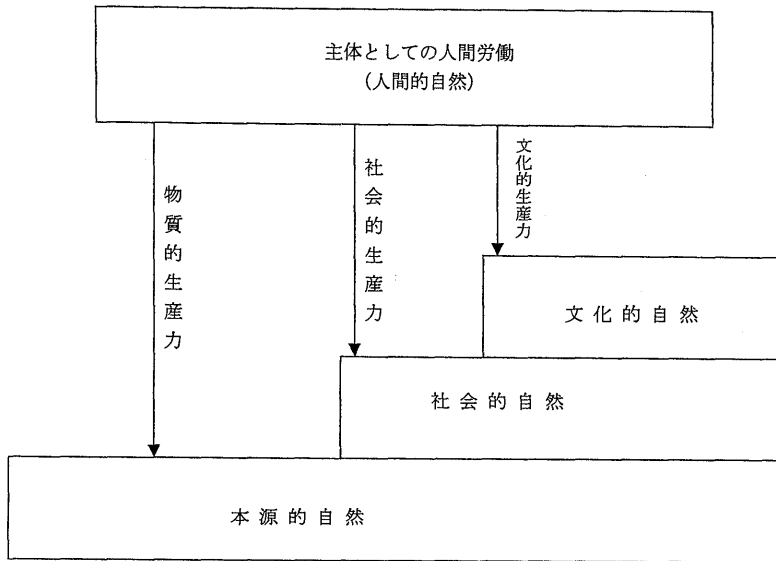 主体としての人間労働
(人間的自然)
物質的生産力
社会的生産力
文化的生産力
文化的自然
社会的自然
本源的自然